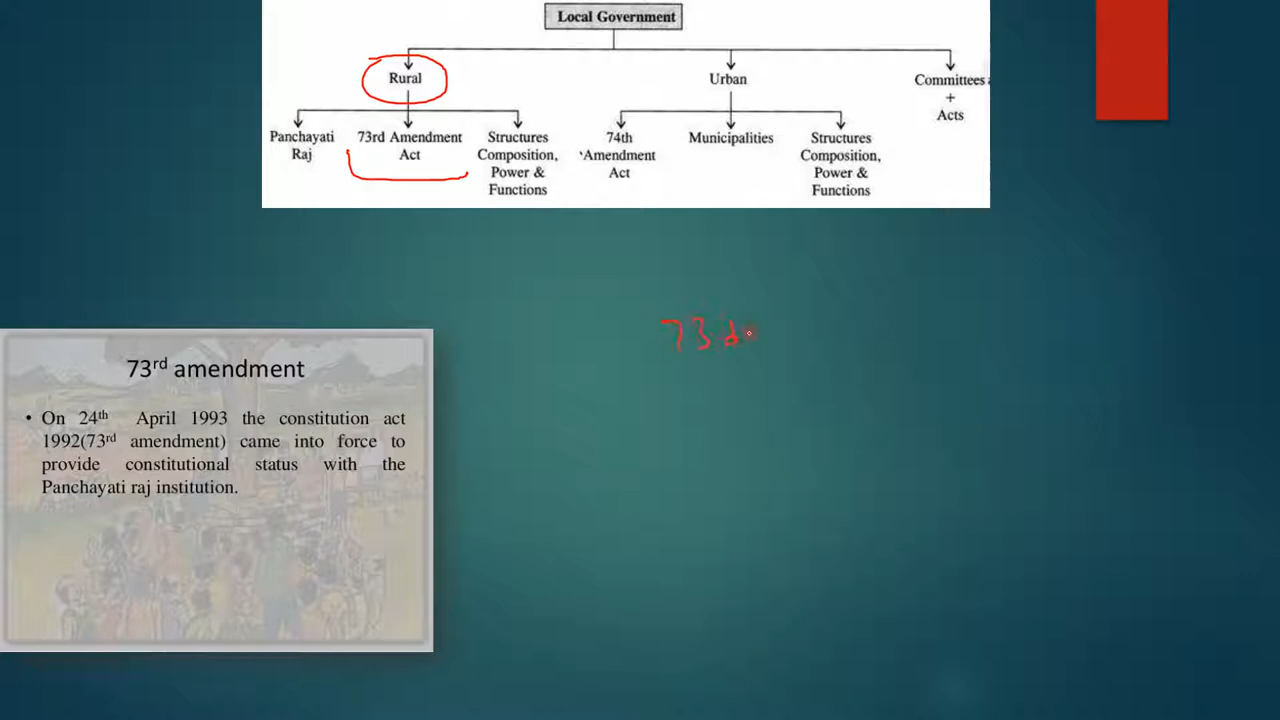 Local Government
Rural
Urban
Committees
+
Acts
Panchayati
Raj
73rd Amendment
Act
Structures
Composition,
Power &
Functions
74th
'Amendment
Act
Municipalities
Structures
Composition,
Power &
Functions
73
73rd amendment
• On 24th April 1993 the constitution act
1992(73rd amendment) came into force to
provide constitutional status with the
Panchayati raj institution.